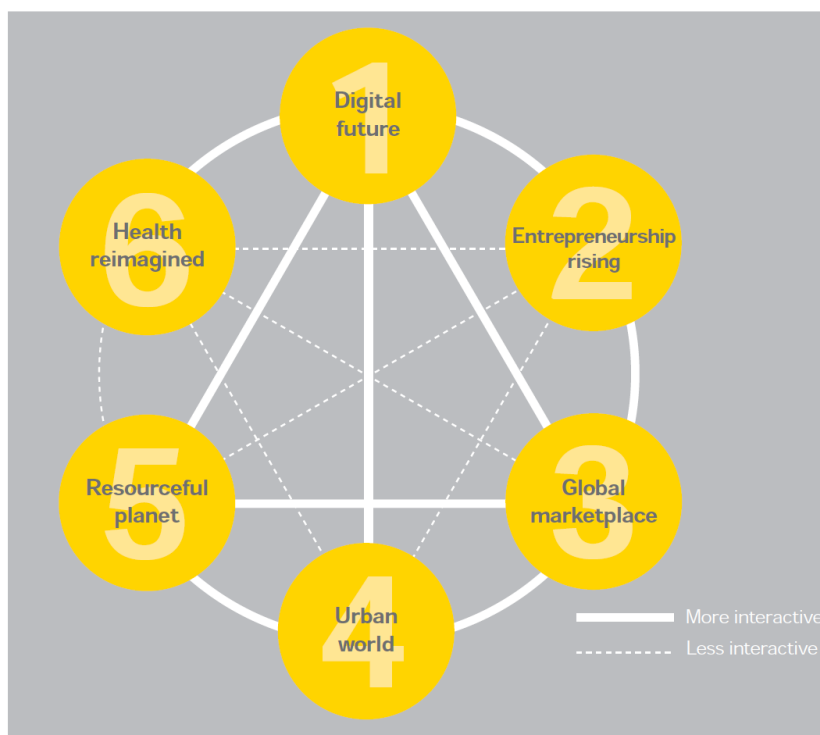 1
Digital
future
2
Entrepreneurship
rising
3
Global
marketplace
4
Urban
world
5
Resourceful
planet
6
Health
reimagined
More interactive
Less interactive